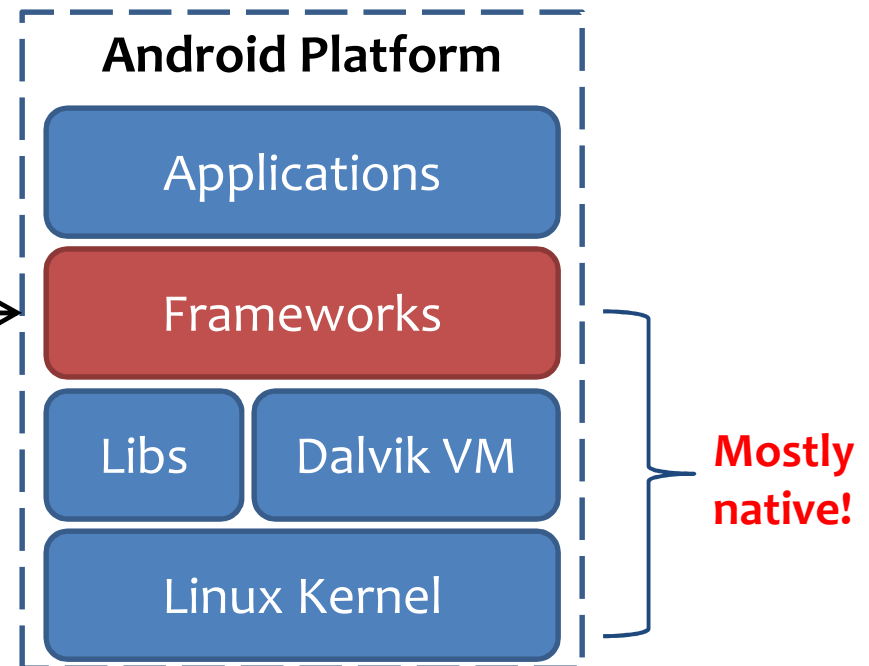 Android Platform
Applications
Frameworks
Libs
Dalvik VM
Linux Kernel
Mostly
native!